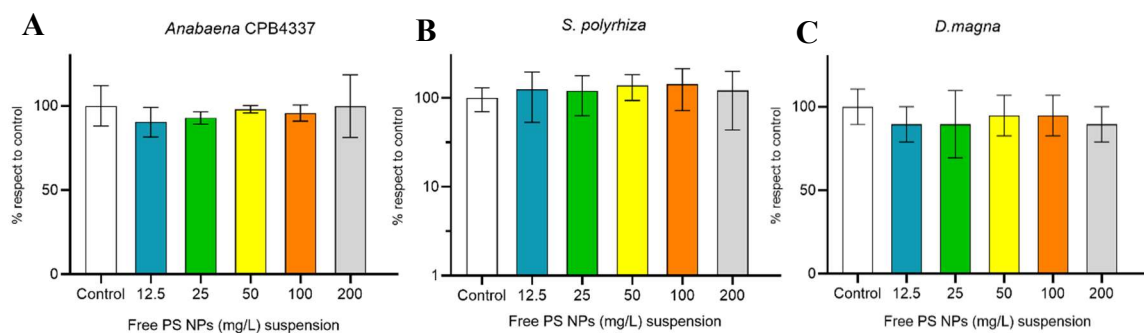 A
Anabaena CPB4337
% respect to control
100
50
0
Control 12.5 25 50 100 200
Free PS NPs (mg/L) suspension
B
S. polyrhiza
% respect to control
100
10
1
Control 12.5 25 50 100 200
Free PS NPs (mg/L) suspension
C
D.magna
% respect to control
100
50
0
Control 12.5 25 50 100 200
Free PS NPs (mg/L) suspension